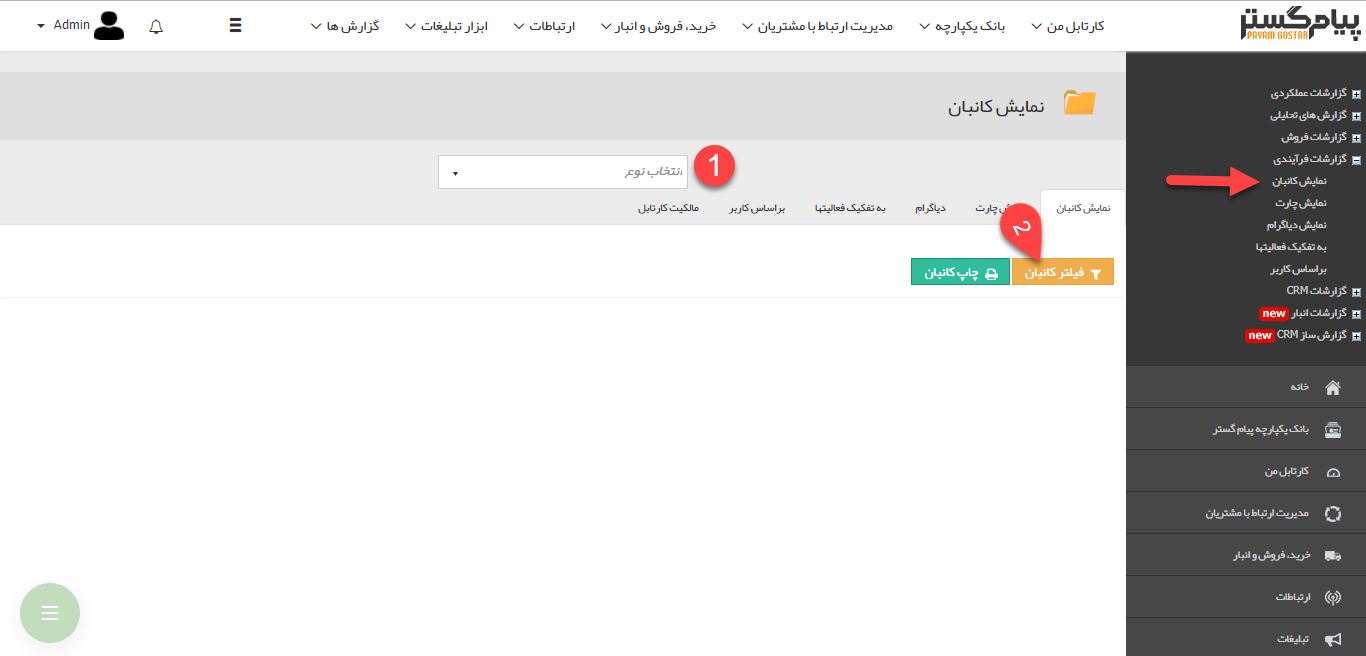 پیام‌گستر
PAYAM GOSTAR
کارتابل من
بانک یکپارچه
مدیریت ارتباط با مشتریان
خرید، فروش و انبار
ارتباطات
ابزار تبلیغات
گزارش ها
Admin
گزارشات عملکردی
گزارش های تحلیلی
گزارشات فروش
گزارشات فرآیندی
نمایش کانبان
نمایش چارت
نمایش دیاگرام
به تفکیک فعالیتها
براساس کاربر
گزارشات CRM
گزارشات انبار new
گزارش ساز CRM new
خانه
بانک یکپارچه پیام گستر
کارتابل من
مدیریت ارتباط با مشتریان
خرید، فروش و انبار
ارتباطات
تبلیغات
نمایش کانبان
انتخاب نوع
1
نمایش کانبان
چارت
دیاگرام
به تفکیک فعالیتها
براساس کاربر
مالکیت کارتابل
2
فیلتر کانبان
چاپ کانبان